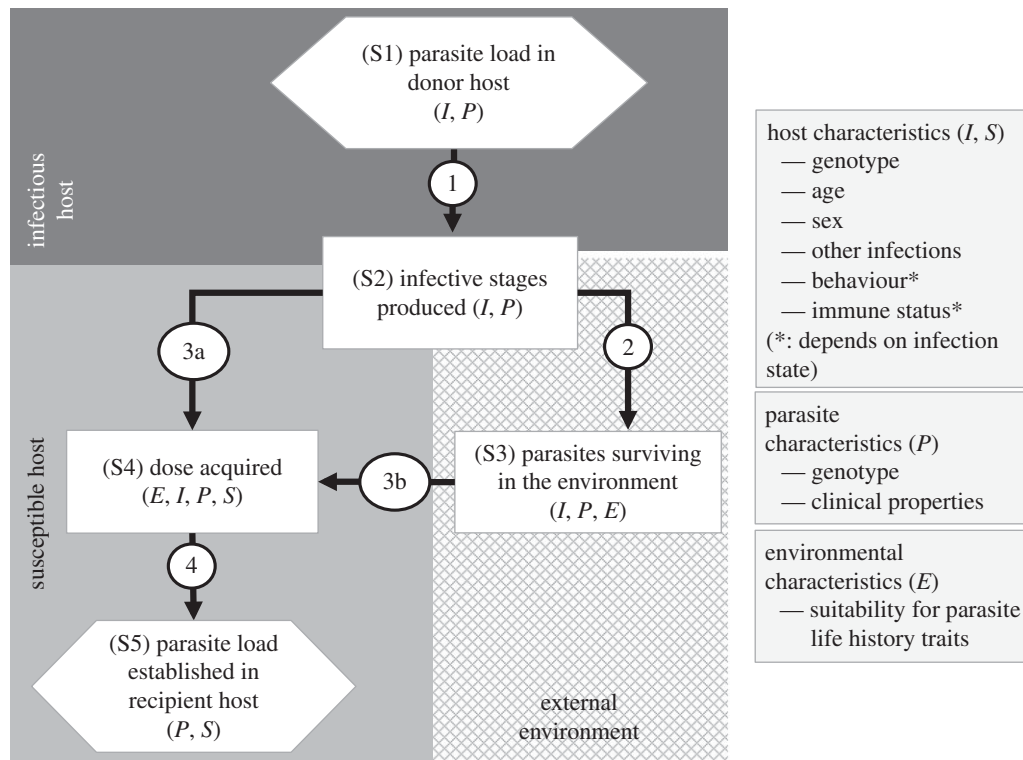 (S1) parasite load in
donor host
(I, P)
1
infectious
host
(S2) infective stages
produced (I, P)
3a
2
susceptible host
(S4) dose acquired
(E, I, P, S)
3b
(S3) parasites surviving
in the environment
(I, P, E)
4
(S5) parasite load
established in
recipient host
(P, S)
external
environment
host characteristics (I, S)
— genotype
— age
— sex
— other infections
— behaviour*
— immune status*
(*: depends on infection
state)
parasite
characteristics (P)
— genotype
— clinical properties
environmental
characteristics (E)
— suitability for parasite
life history traits